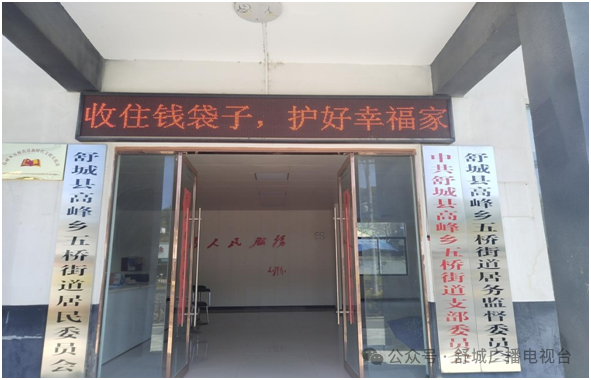 收住钱袋子，护好幸福家
舒城县高峰乡五桥街道居民委员会
人民服务
中共舒城县高峰乡五桥街道支部委员
舒城县高峰乡五桥街道居务监督委员
公众号·舒城广播电视台